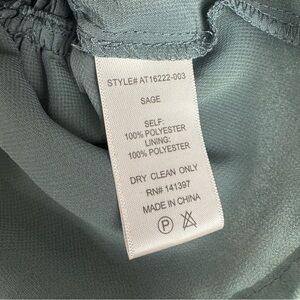 STYLE# AT16222-003
SAGE
SELF:
100% POLYESTER
LINING:
100% POLYESTER
DRY CLEAN ONLY
RN# 141397
MADE IN CHINA
P